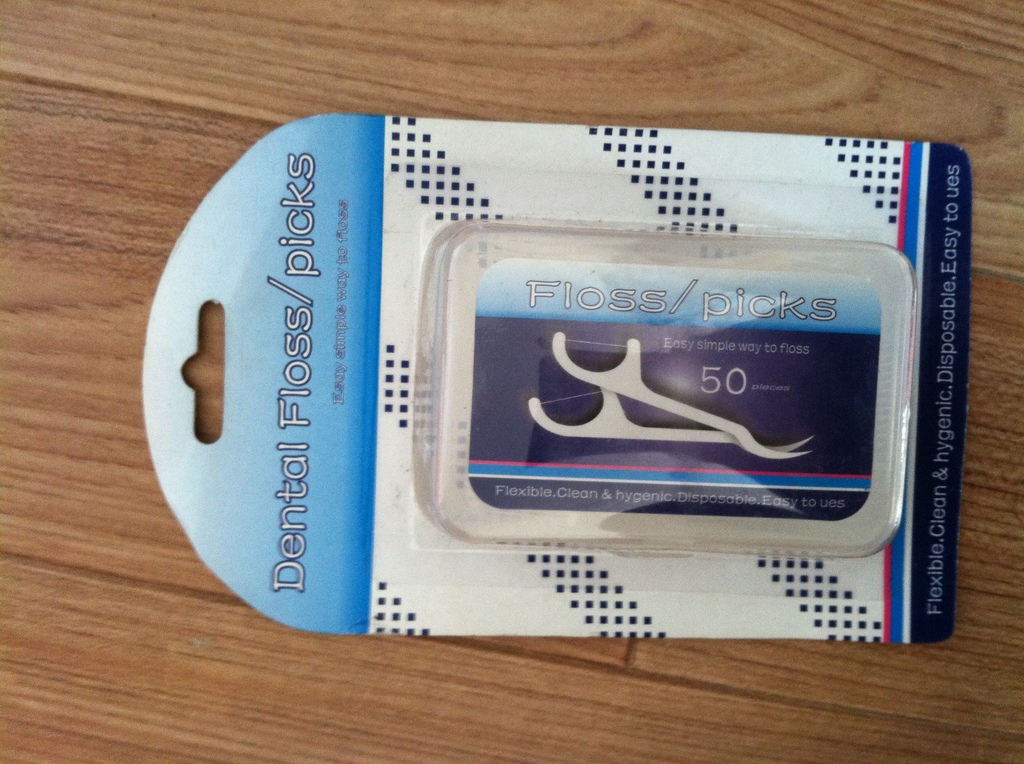 Dental Floss/picks
Easy simple way to floss
Floss/picks
Easy simple way to floss
50 pieces
Flexible.Clean & hygenic.Disposable.Easy to ues
Flexible.Clean & hygenic.Disposable.Easy to ues